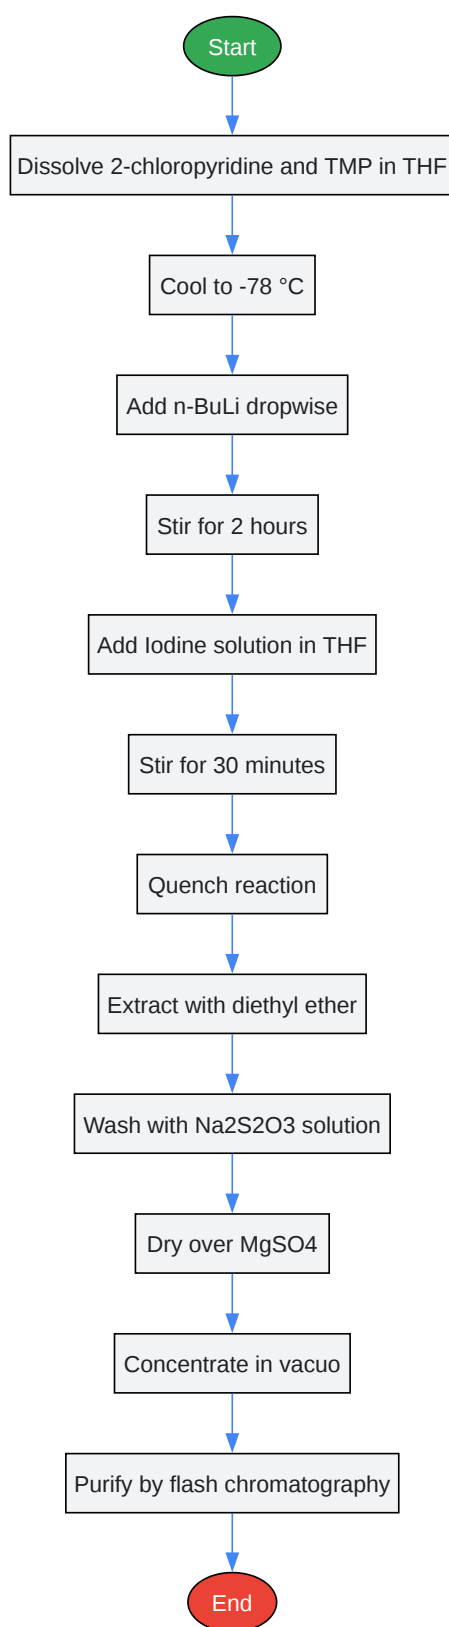 Start
Dissolve 2-chloropyridine and TMP in THF
Cool to -78 °C
Add n-BuLi dropwise
Stir for 2 hours
Add Iodine solution in THF
Stir for 30 minutes
Quench reaction
Extract with diethyl ether
Wash with Na2S2O3 solution
Dry over MgSO4
Concentrate in vacuo
Purify by flash chromatography
End